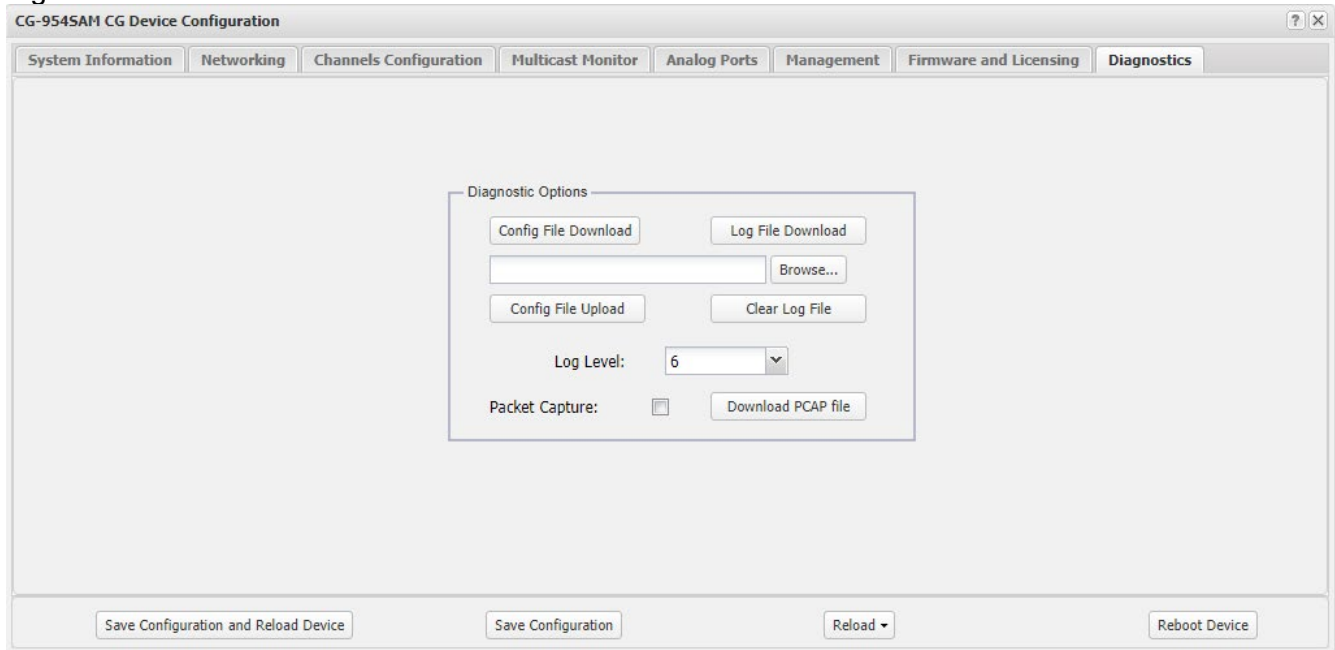 CG-954SAM CG Device Configuration ? X
System Information Networking Channels Configuration Multicast Monitor Analog Ports Management Firmware and Licensing Diagnostics
Diagnostic Options
Config File Download Log File Download
Browse...
Config File Upload Clear Log File
Log Level: 6
Packet Capture: Download PCAP file
Save Configuration and Reload Device Save Configuration Reload Reboot Device